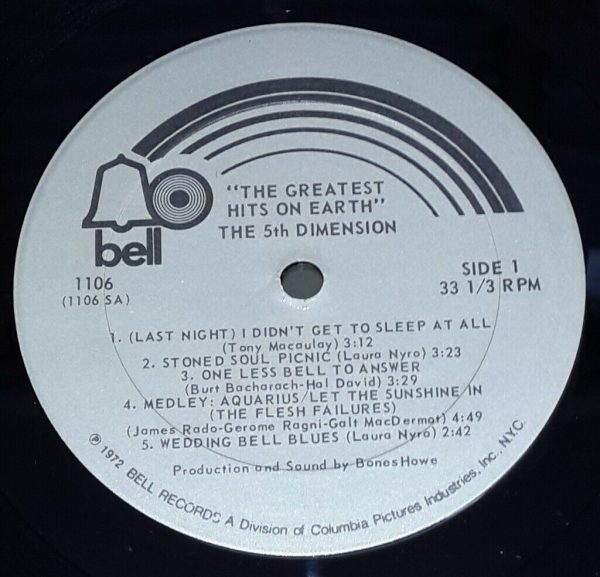 "THE GREATEST
HITS ON EARTH"
THE 5th DIMENSION
bell
1106
(1106 SA)
SIDE 1
33 1/3 RPM
1. (LAST NIGHT) I DIDN'T GET TO SLEEP AT ALL
(Tony Macaulay) 3:12
2. STONED SOUL PICNIC (Laura Nyro) 3:23
3. ONE LESS BELL TO ANSWER
(Burt Bacharach-Hal David) 3:29
4. MEDLEY: AQUARIUS/LET THE SUNSHINE IN
(THE FLESH FAILURES)
(James Rado-Gerome Ragni-Galt MacDermot) 4:49
5. WEDDING BELL BLUES (Laura Nyro) 2:42
Production and Sound by Bones Howe
℗ 1972 BELL RECORDS A Division of Columbia Pictures Industries, Inc., N.Y.C.